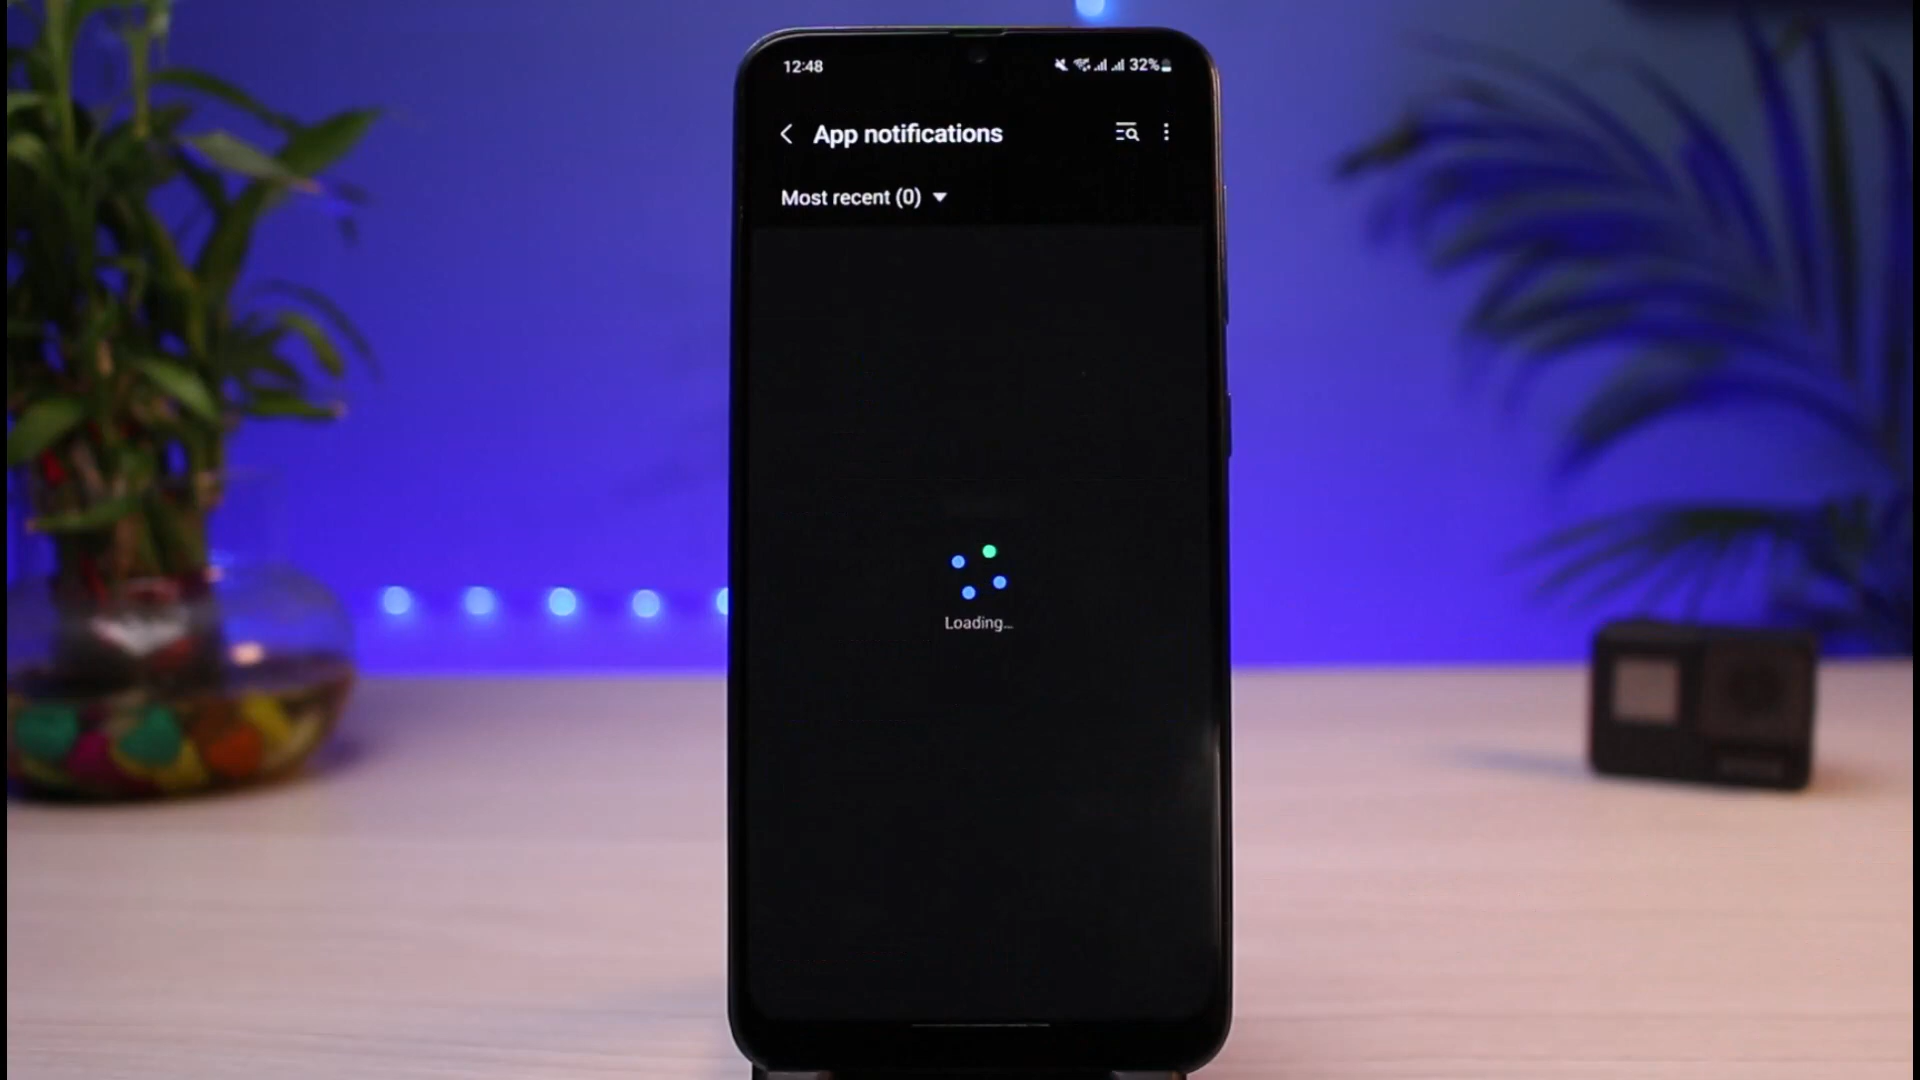 12:48 32%
App notifications
Most recent (0)
Loading...